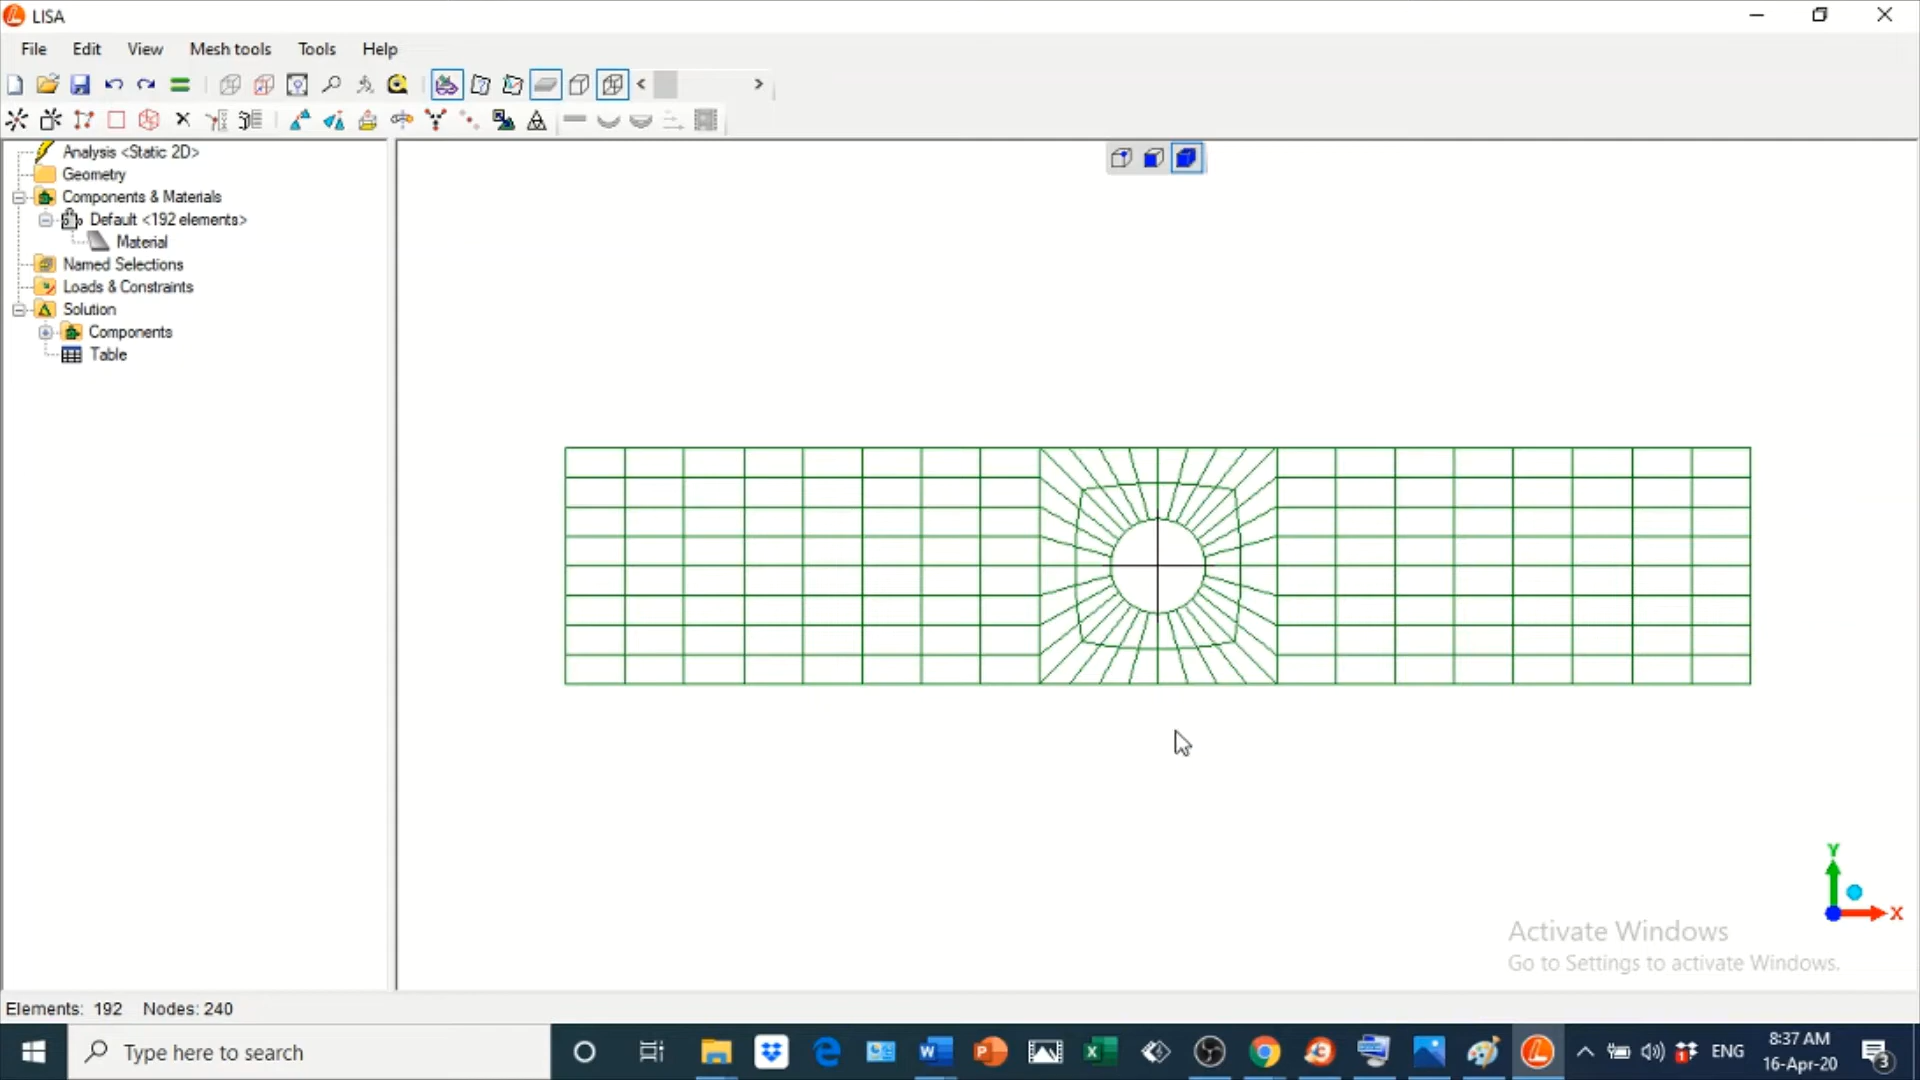 LISA
File Edit View Mesh tools Tools Help
Analysis <Static 2D>
Geometry
Components & Materials
Default <192 elements>
Material
Named Selections
Loads & Constraints
Solution
Components
Table
Y
X
Activate Windows
Go to Settings to activate Windows.
Elements: 192 Nodes: 240
Type here to search
ENG
8:37 AM
16-Apr-20
3